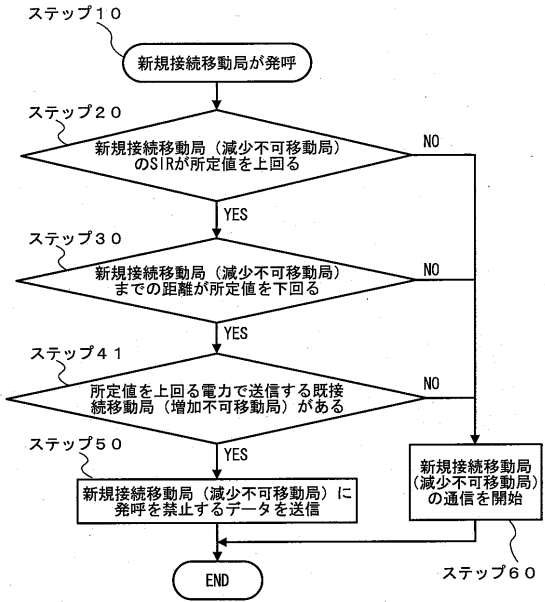 ステップ10
新規接続移動局が発呼
ステップ20
新規接続移動局（減少不可移動局）
のSIRが所定値を上回る
NO
YES
ステップ30
新規接続移動局（減少不可移動局）
までの距離が所定値を下回る
NO
YES
ステップ41
所定値を上回る電力で送信する既接
続移動局（増加不可移動局）がある
NO
YES
ステップ50
新規接続移動局（減少不可移動局）に
発呼を禁止するデータを送信
新規接続移動局
（減少不可移動局）
の通信を開始
ステップ60
END